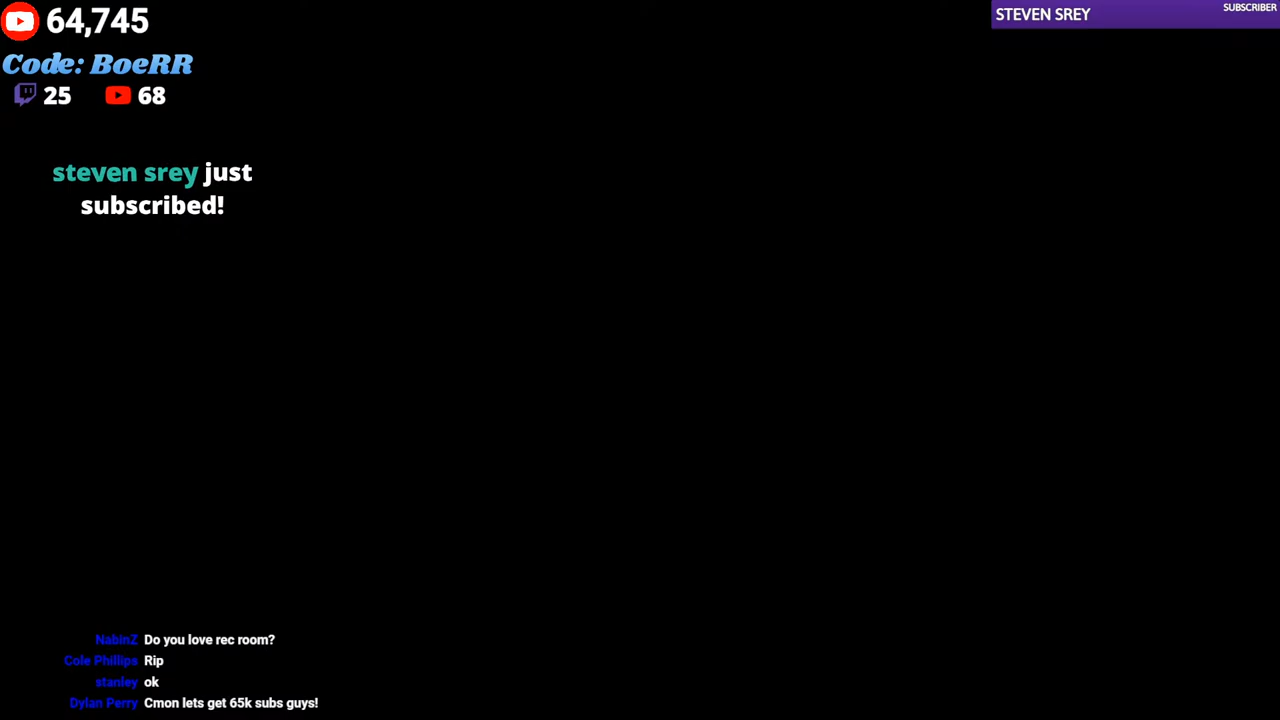 64,745
STEVEN SREY SUBSCRIBER
Code: BoeRR
25 68
steven srey just
subscribed!
NabinZ Do you love rec room?
Cole Phillips Rip
stanley ok
Dylan Perry Cmon lets get 65k subs guys!